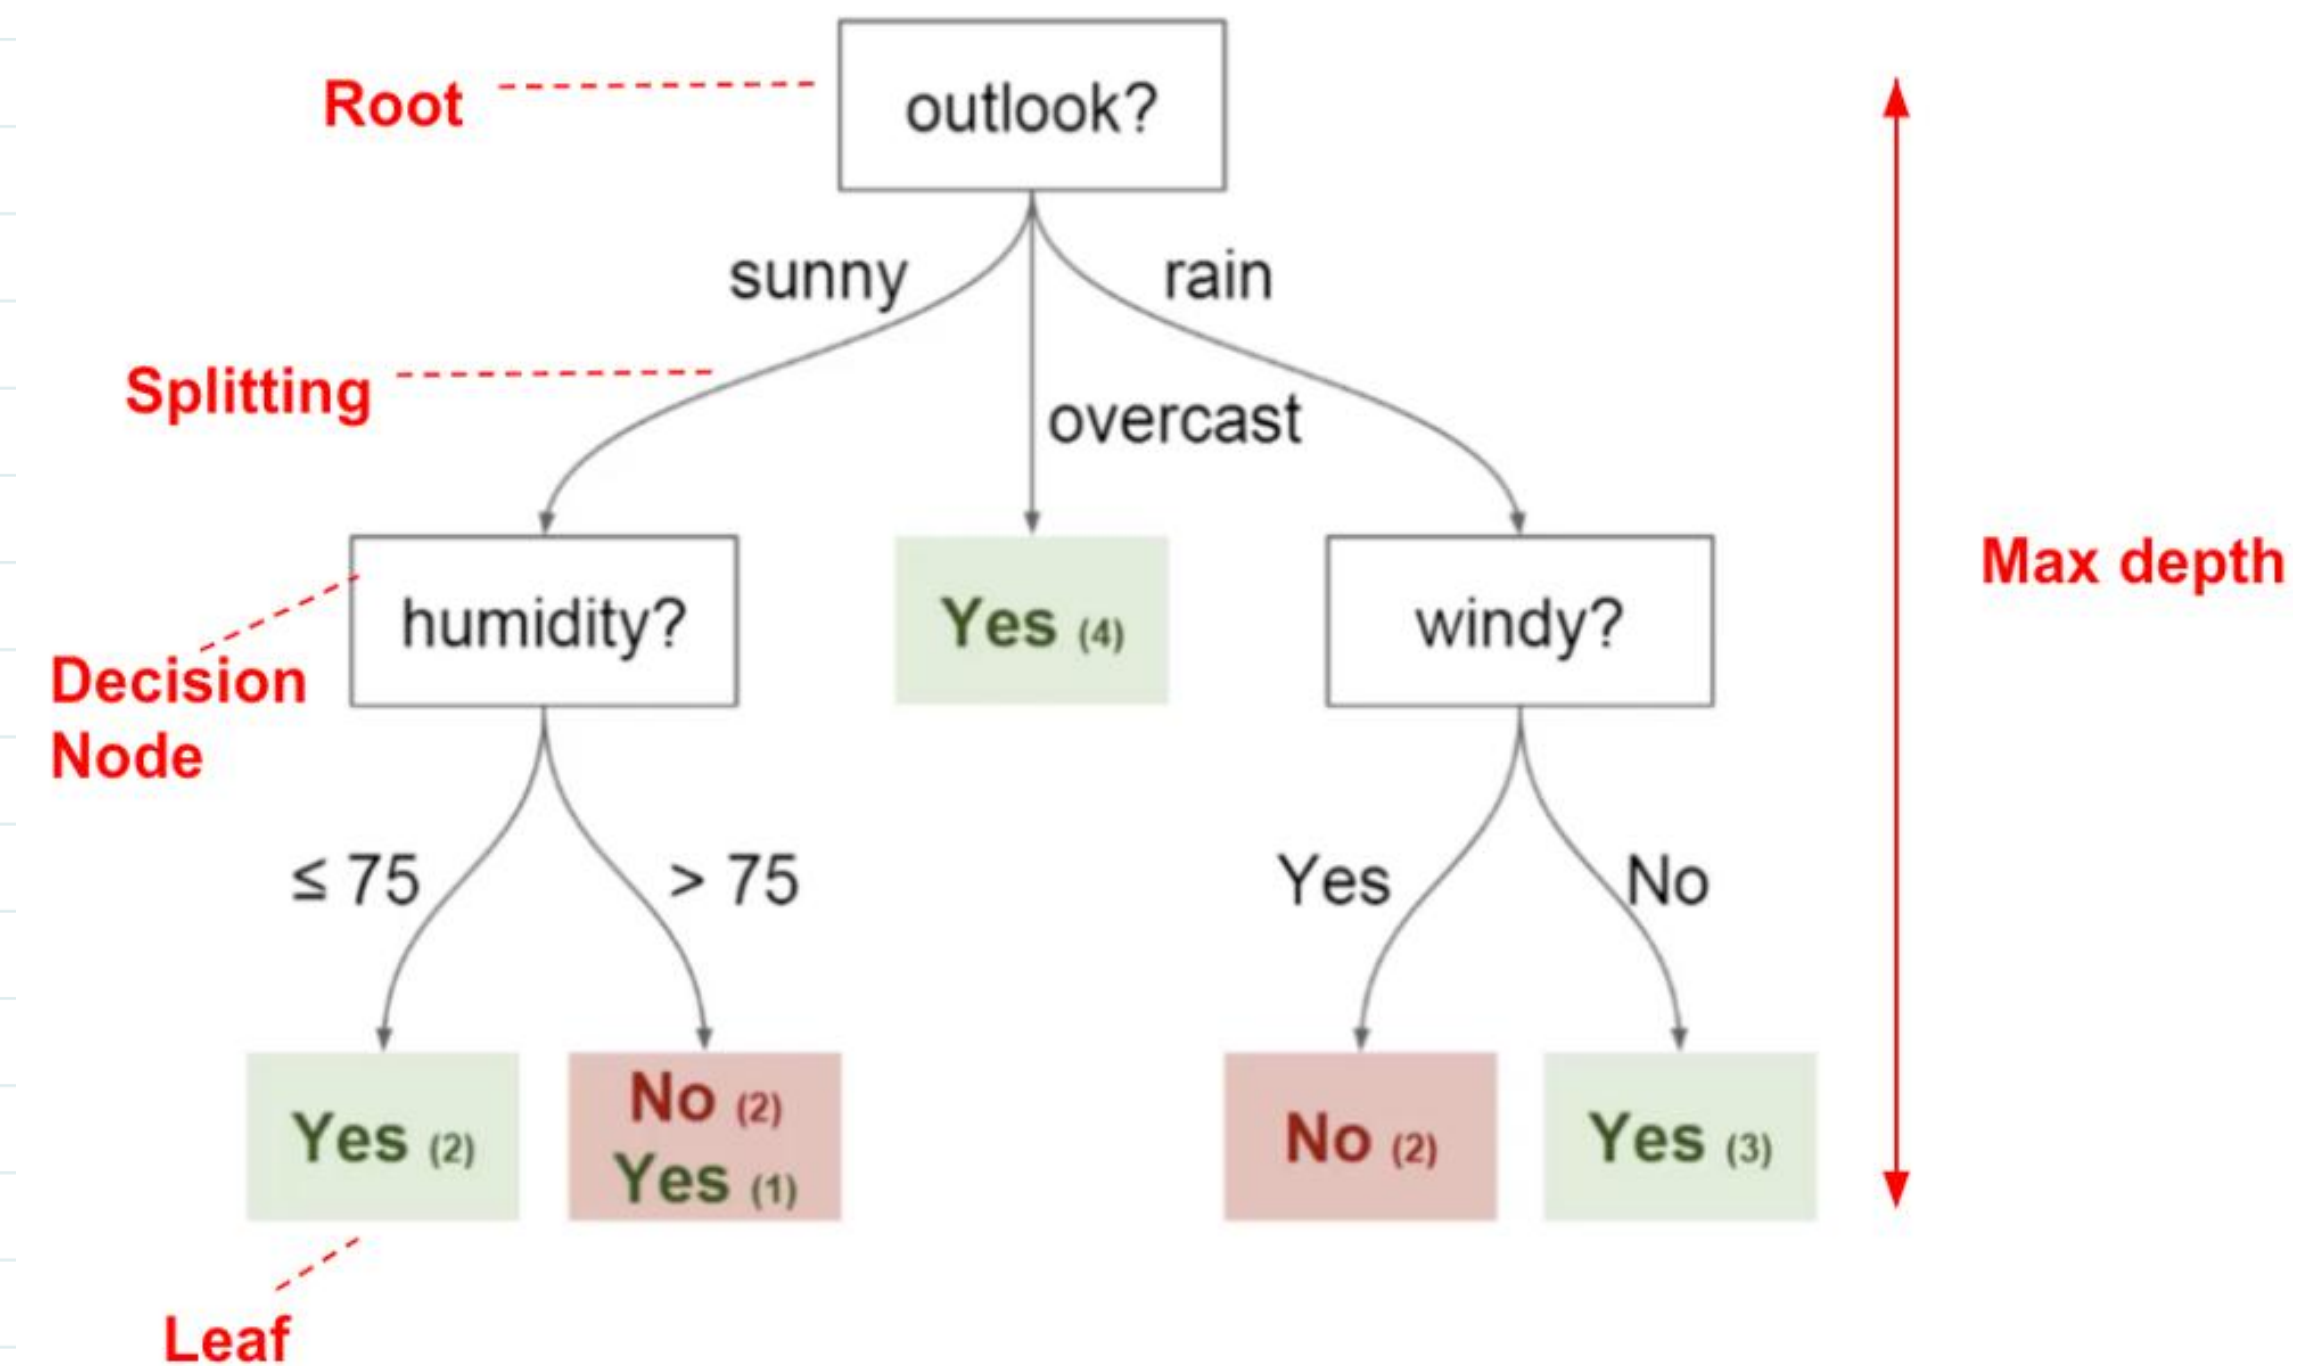 Root
outlook?
sunny
rain
Splitting
overcast
Max depth
humidity?
Yes (4)
windy?
Decision
Node
≤ 75
> 75
Yes
No
Yes (2)
No (2)
Yes (1)
No (2)
Yes (3)
Leaf